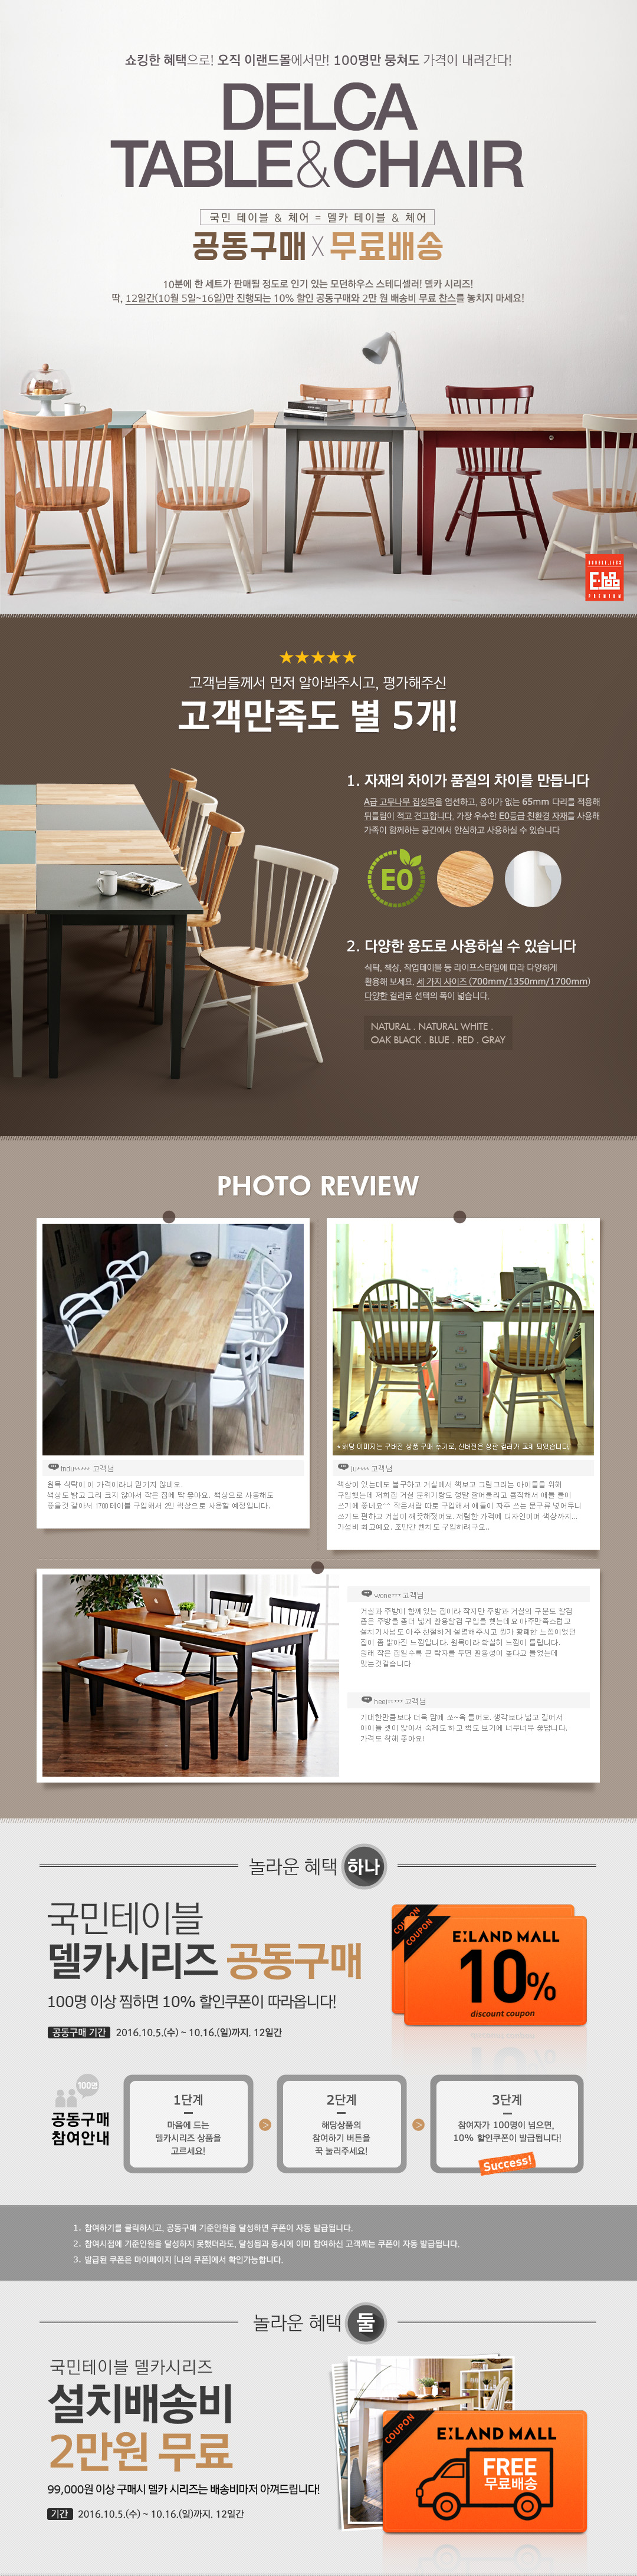 쇼킹한 혜택으로! 오직 이랜드몰에서만! 100명만 뭉쳐도 가격이 내려간다!
DELCA
TABLE&CHAIR
국민 테이블 & 체어 = 델카 테이블 & 체어
공동구매 X 무료배송
10분에 한 세트가 판매될 정도로 인기 있는 모던하우스 스테디셀러! 델카 시리즈!
딱, 12일간(10월 5일~16일)만 진행되는 10% 할인 공동구매와 2만 원 배송비 무료 찬스를 놓치지 마세요!
★★★★★
고객님들께서 먼저 알아봐주시고, 평가해주신
고객만족도 별 5개!
1. 자재의 차이가 품질의 차이를 만듭니다
A급 고무나무 집성목을 엄선하고, 옹이가 없는 65mm 다리를 적용해
뒤틀림이 적고 견고합니다. 가장 우수한 E0등급 친환경 자재를 사용해
가족이 함께하는 공간에서 안심하고 사용하실 수 있습니다
E0
2. 다양한 용도로 사용하실 수 있습니다
식탁, 책상, 작업테이블 등 라이프스타일에 따라 다양하게
활용해 보세요. 세 가지 사이즈 (700mm/1350mm/1700mm)
다양한 컬러로 선택의 폭이 넓습니다.
NATURAL . NATURAL WHITE .
OAK BLACK . BLUE . RED . GRAY
PHOTO REVIEW
* 해당 이미지는 구버전 상품 구매 후기로, 신버전은 상판 컬러가 교체 되었습니다.
tndu***** 고객님
원목 식탁이 이 가격이라니 믿기지 않네요.
색상도 밝고 그리 크지 않아서 작은 집에 딱 좋아요. 책상으로 사용해도
좋을것 같아서 1700 테이블 구입해서 2인 책상으로 사용할 예정입니다.
ju***** 고객님
책상이 있는데도 불구하고 거실에서 책보고 그림그리는 아이들을 위해
구입했는데 저희집 거실 분위기랑도 정말 잘어울리고 큼직해서 애들 둘이
쓰기에 좋네요^^ 작은서랍 따로 구입해서 애들이 자주 쓰는 문구류 넣어두니
쓰기도 편하고 거실이 깨끗해졌어요. 저렴한 가격에 디자인이며 색상까지...
가성비 최고예요. 조만간 벤치도 구입하려구요..
wone**** 고객님
거실과 주방이 함께있는 집이라 작지만 주방과 거실의 구분도 할겸
좁은 주방을 좀더 넓게 활용할겸 구입을 했는데요 아주만족스럽고
설치기사님도 아주 친절하게 설명해주시고 뭔가 황폐한 느낌이었던
집이 좀 밝아진 느낌입니다. 원목이라 확실히 느낌이 틀립니다.
원래 작은 집일수록 큰 탁자를 두면 활용성이 높다고 들었는데
맞는것같습니다
heej***** 고객님
기대한만큼보다 더욱 맘에 쏘~옥 들어요. 생각보다 넓고 길어서
아이들 셋이 앉아서 숙제도 하고 책도 보기에 너무너무 좋답니다.
가격도 착해 좋아요!
놀라운 혜택 하나
국민테이블
델카시리즈 공동구매
100명 이상 찜하면 10% 할인쿠폰이 따라옵니다!
공동구매 기간 2016.10.5.(수) ~ 10.16.(일)까지. 12일간
COUPON
COUPON
E:LAND MALL
10%
discount coupon
100명
공동구매
참여안내
1단계
마음에 드는
델카시리즈 상품을
고르세요!
2단계
해당상품의
참여하기 버튼을
꾹 눌러주세요!
3단계
참여자가 100명이 넘으면,
10% 할인쿠폰이 발급됩니다!
Success!
1. 참여하기를 클릭하시고, 공동구매 기준인원을 달성하면 쿠폰이 자동 발급됩니다.
2. 참여시점에 기준인원을 달성하지 못했더라도, 달성됨과 동시에 이미 참여하신 고객께는 쿠폰이 자동 발급됩니다.
3. 발급된 쿠폰은 마이페이지 [나의 쿠폰]에서 확인가능합니다.
놀라운 혜택 둘
국민테이블 델카시리즈
설치배송비
2만원 무료
99,000원 이상 구매시 델카 시리즈는 배송비마저 아껴드립니다!
기간 2016.10.5.(수) ~ 10.16.(일)까지. 12일간
COUPON
E:LAND MALL
FREE
무료배송